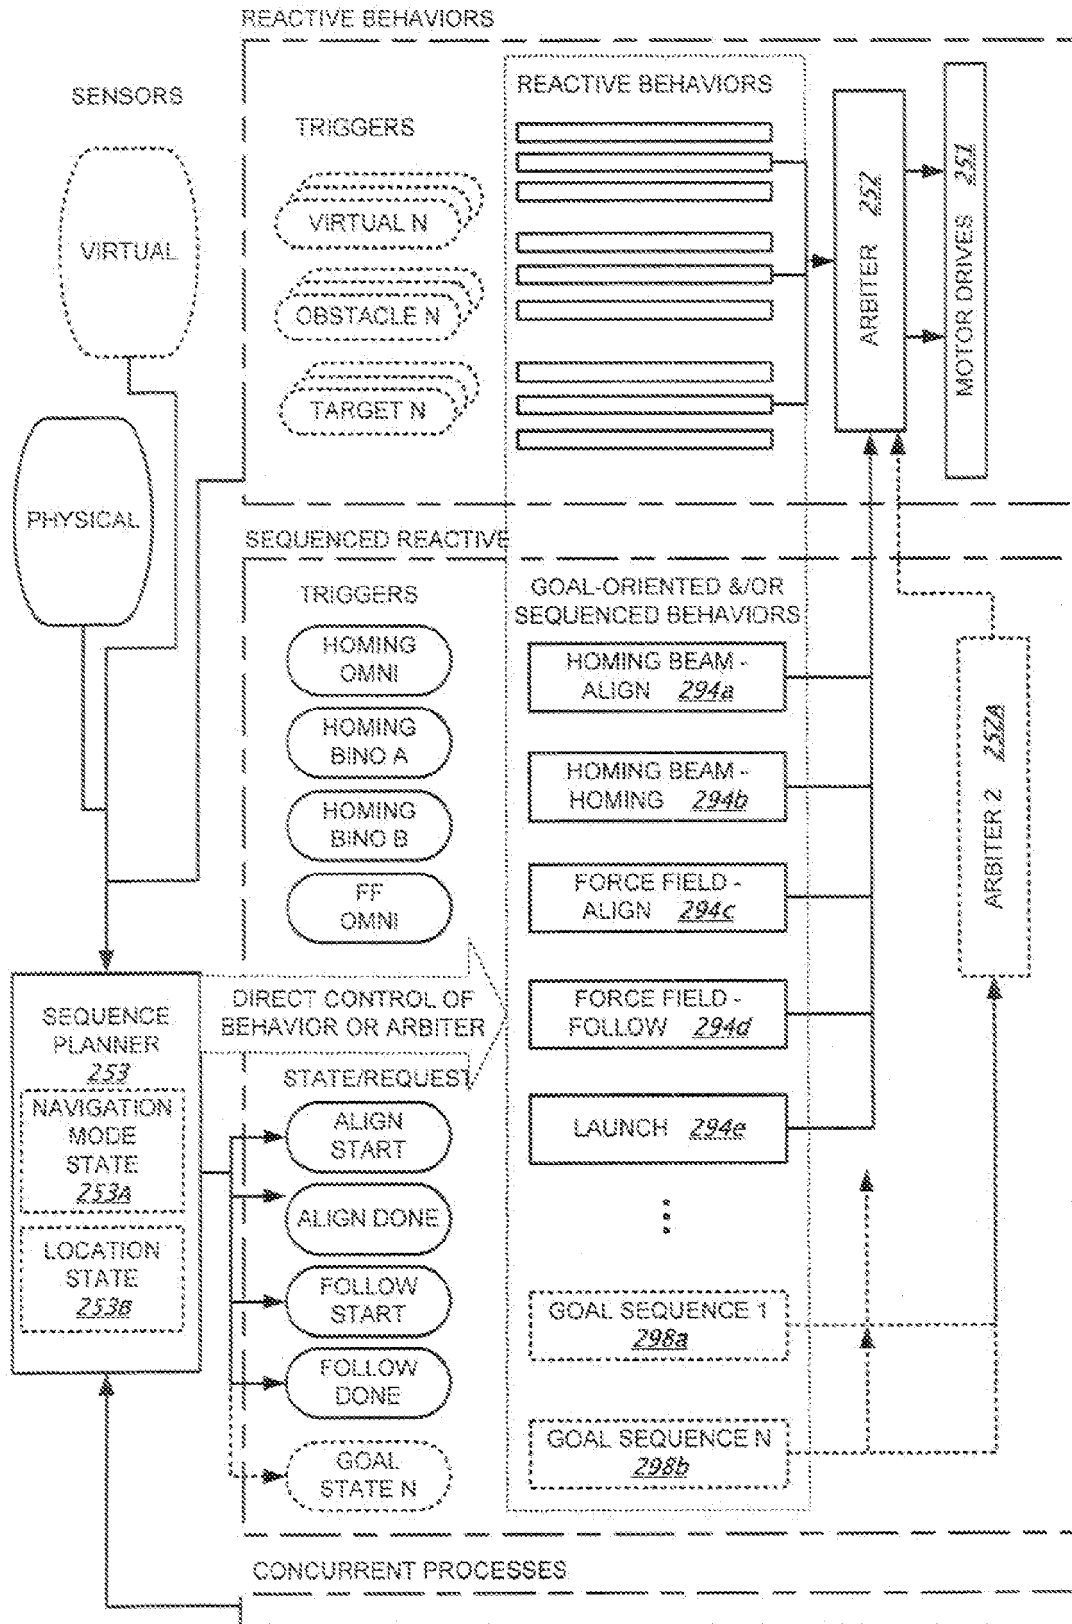 REACTIVE BEHAVIORS
SENSORS
VIRTUAL
PHYSICAL
TRIGGERS
VIRTUAL N
OBSTACLE N
TARGET N
REACTIVE BEHAVIORS
ARBITER 252
MOTOR DRIVES 251
SEQUENCED REACTIVE
TRIGGERS
HOMING
OMNI
HOMING
BINO A
HOMING
BINO B
FF
OMNI
GOAL-ORIENTED &/OR
SEQUENCED BEHAVIORS
HOMING BEAM -
ALIGN 294a
HOMING BEAM -
HOMING 294b
FORCE FIELD -
ALIGN 294c
FORCE FIELD -
FOLLOW 294d
LAUNCH 294e
ARBITER 2 252A
DIRECT CONTROL OF
BEHAVIOR OR ARBITER
SEQUENCE
PLANNER
253
NAVIGATION
MODE
STATE
253A
LOCATION
STATE
253B
STATE/REQUEST
ALIGN
START
ALIGN DONE
FOLLOW
START
FOLLOW
DONE
GOAL
STATE N
GOAL SEQUENCE 1
298a
GOAL SEQUENCE N
298b
CONCURRENT PROCESSES